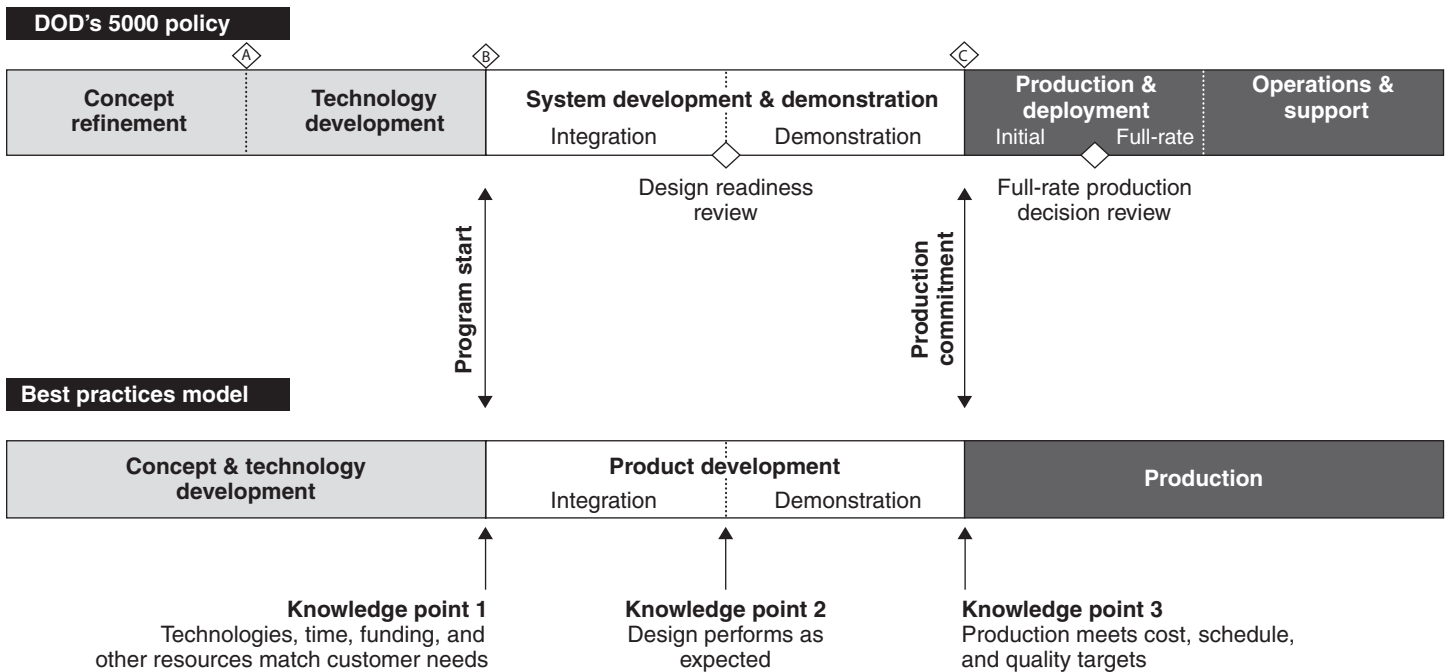 DOD's 5000 policy
A
B
C
Concept
refinement
Technology
development
System development & demonstration
Integration
Demonstration
Production &
deployment
Initial
Full-rate
Operations &
support
Design readiness
review
Full-rate production
decision review
Program start
Production
commitment
Best practices model
Concept & technology
development
Product development
Integration
Demonstration
Production
Knowledge point 1
Technologies, time, funding, and
other resources match customer needs
Knowledge point 2
Design performs as
expected
Knowledge point 3
Production meets cost, schedule,
and quality targets